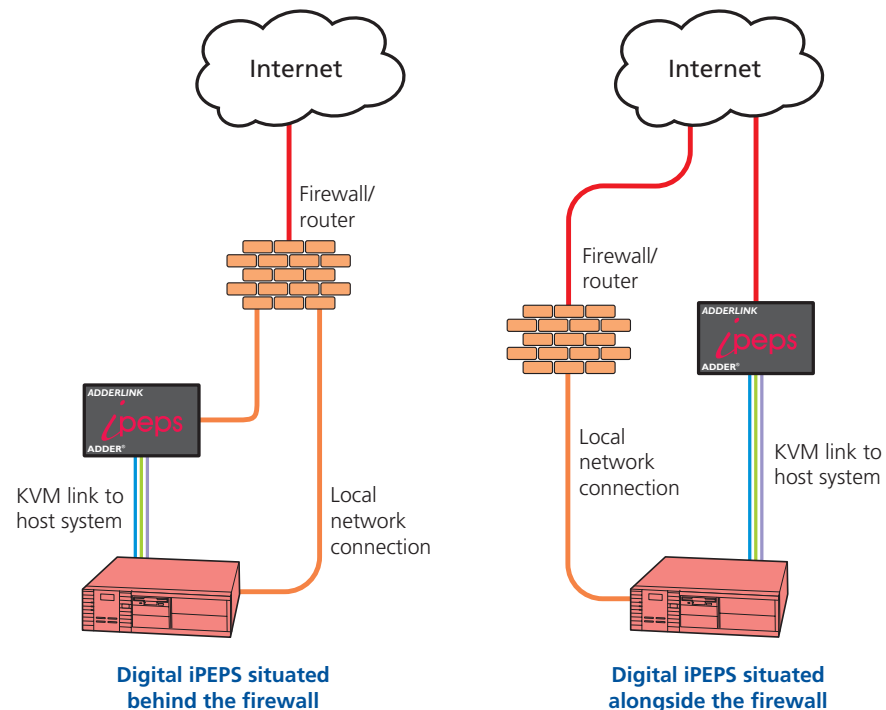 Internet
Firewall/
router
ADDERLINK
ipeps
ADDER®
KVM link to
host system
Local
network
connection
Digital iPEPS situated
behind the firewall
Internet
Firewall/
router
ADDERLINK
ipeps
ADDER®
Local
network
connection
KVM link to
host system
Digital iPEPS situated
alongside the firewall